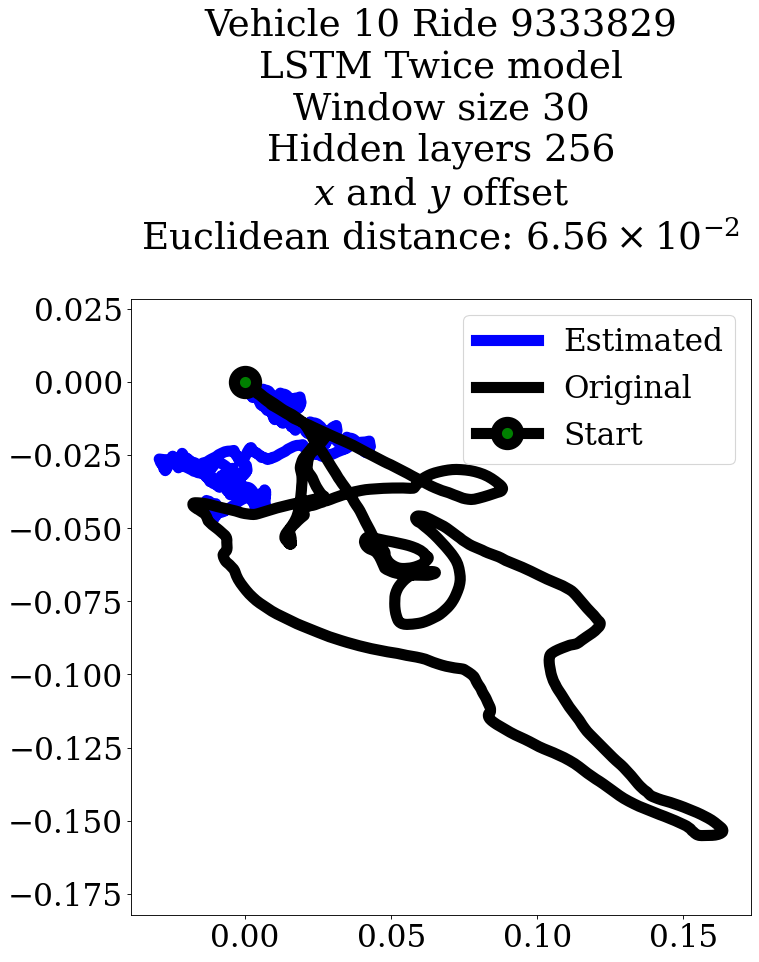 Vehicle 10 Ride 9333829
LSTM Twice model
Window size 30
Hidden layers 256
x and y offset
Euclidean distance: 6.56 × 10⁻²
Estimated
Original
Start
0.025
0.000
−0.025
−0.050
−0.075
−0.100
−0.125
−0.150
−0.175
0.00 0.05 0.10 0.15